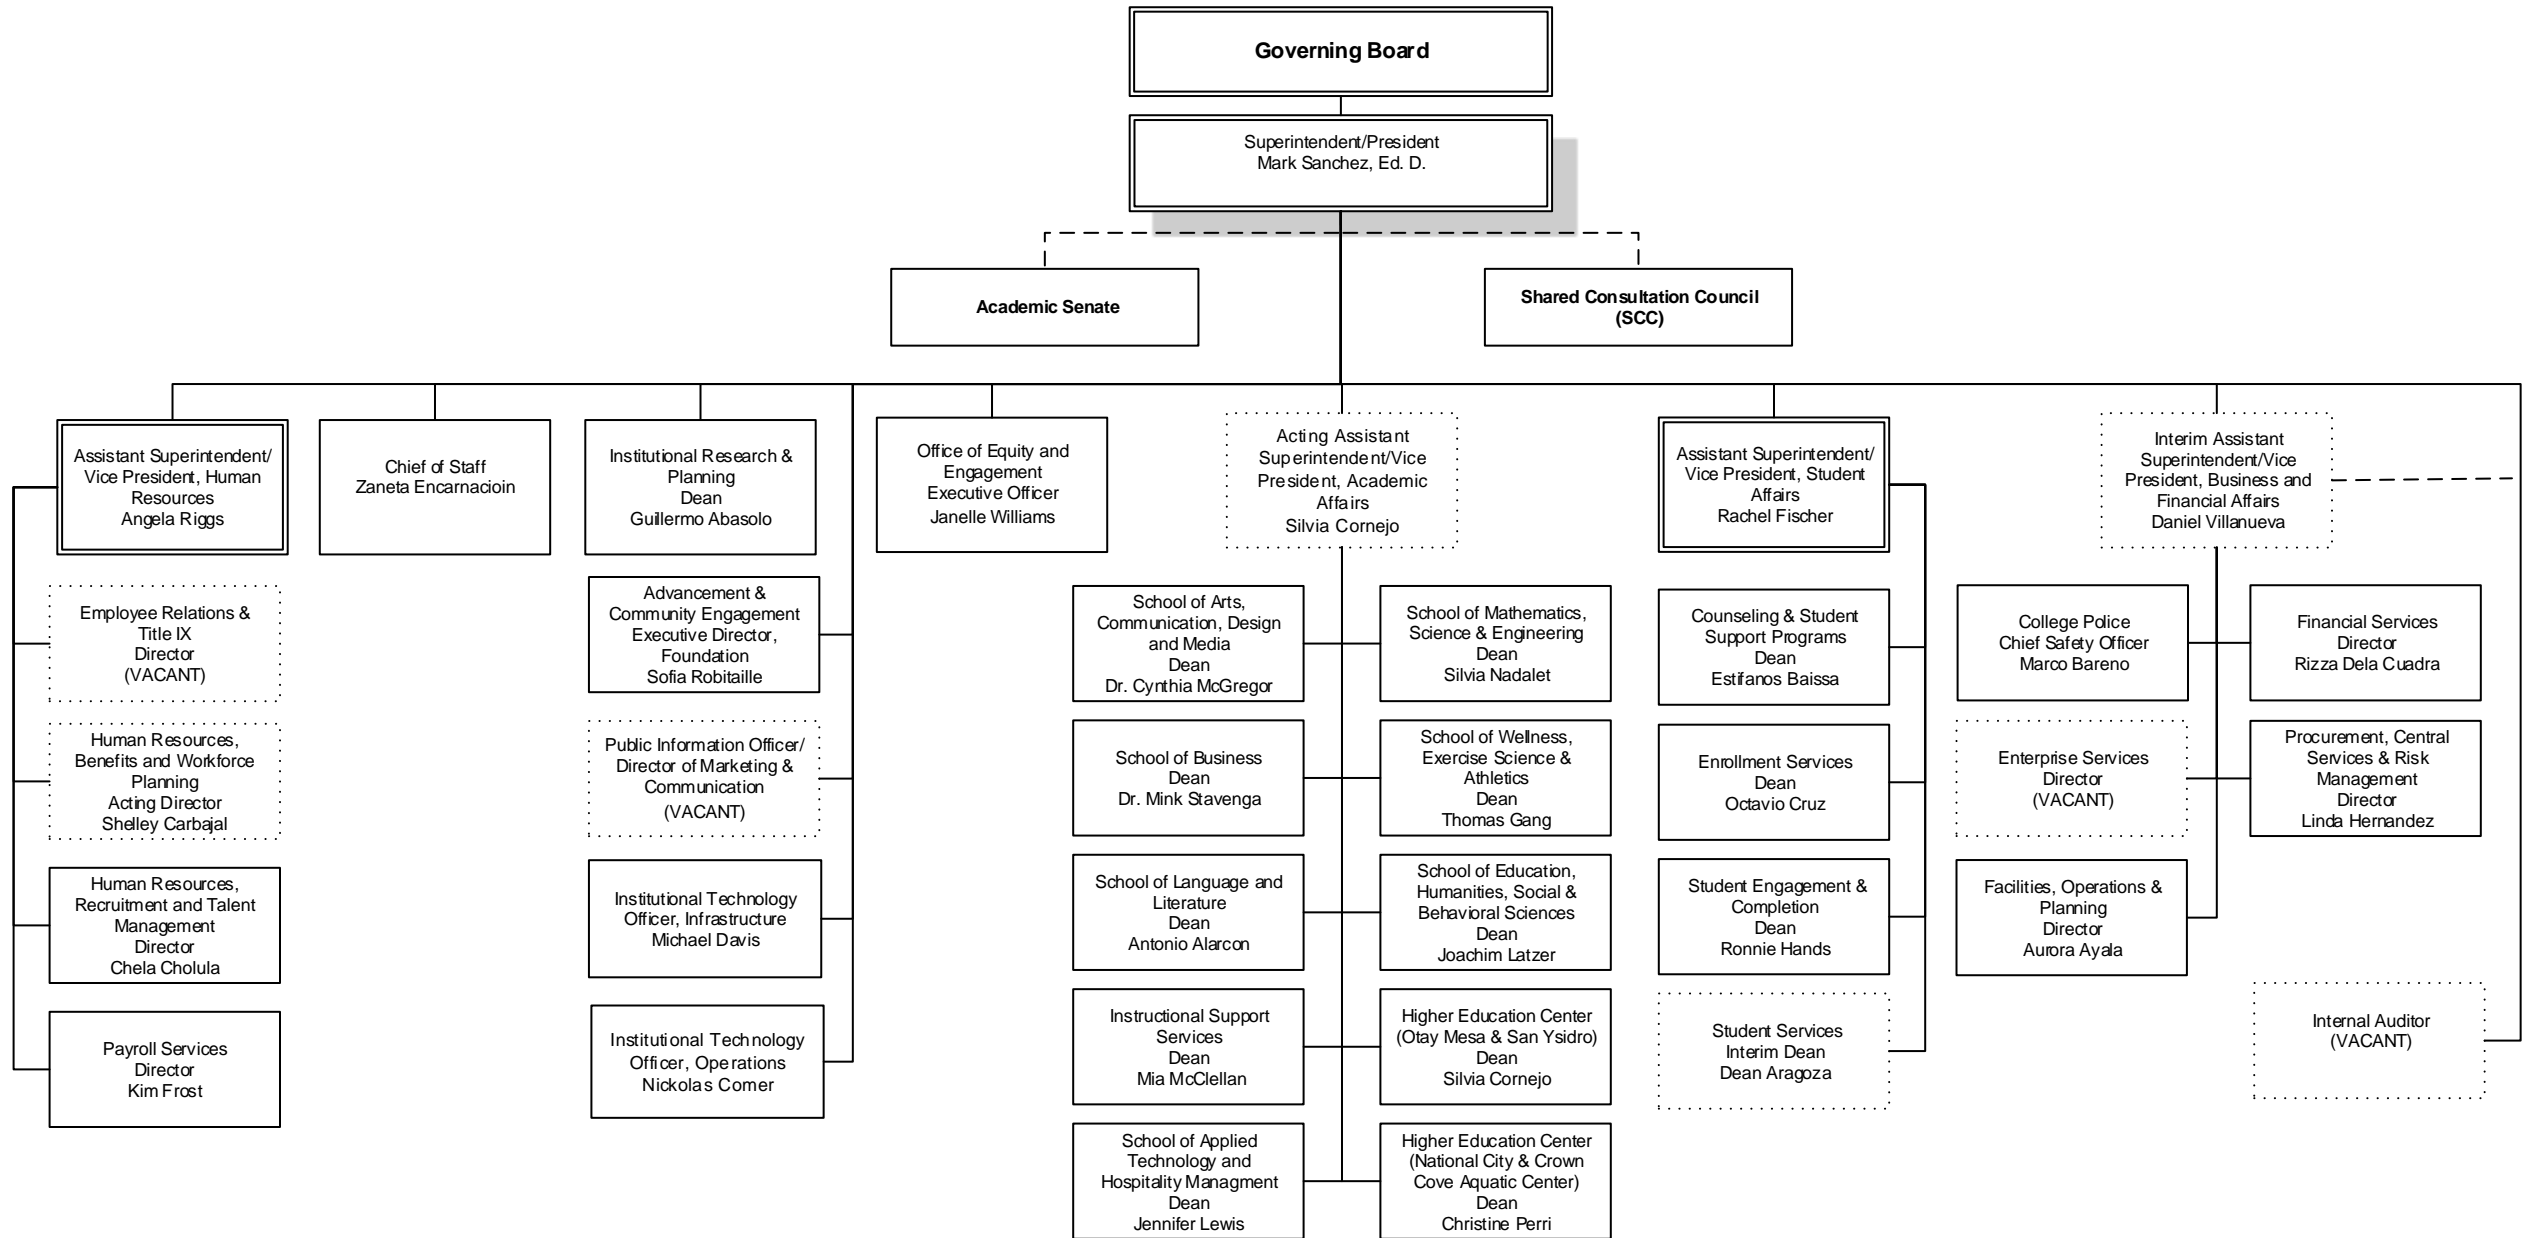 Governing Board
Superintendent/President
Mark Sanchez, Ed. D.
Academic Senate
Shared Consultation Council
(SCC)
Assistant Superintendent/
Vice President, Human
Resources
Angela Riggs
Chief of Staff
Zaneta Encarnacioin
Institutional Research &
Planning
Dean
Guillermo Abasolo
Office of Equity and
Engagement
Executive Officer
Janelle Williams
Acting Assistant
Superintendent/Vice
President, Academic
Affairs
Silvia Cornejo
Assistant Superintendent/
Vice President, Student
Affairs
Rachel Fischer
Interim Assistant
Superintendent/Vice
President, Business and
Financial Affairs
Daniel Villanueva
Employee Relations &
Title IX
Director
(VACANT)
Human Resources,
Benefits and Workforce
Planning
Acting Director
Shelley Carbajal
Human Resources,
Recruitment and Talent
Management
Director
Chela Cholula
Payroll Services
Director
Kim Frost
Advancement &
Community Engagement
Executive Director,
Foundation
Sofia Robitaille
Public Information Officer/
Director of Marketing &
Communication
(VACANT)
Institutional Technology
Officer, Infrastructure
Michael Davis
Institutional Technology
Officer, Operations
Nickolas Comer
School of Arts,
Communication, Design
and Media
Dean
Dr. Cynthia McGregor
School of Mathematics,
Science & Engineering
Dean
Silvia Nadalet
School of Business
Dean
Dr. Mink Stavenga
School of Wellness,
Exercise Science &
Athletics
Dean
Thomas Gang
School of Language and
Literature
Dean
Antonio Alarcon
School of Education,
Humanities, Social &
Behavioral Sciences
Dean
Joachim Latzer
Instructional Support
Services
Dean
Mia McClellan
Higher Education Center
(Otay Mesa & San Ysidro)
Dean
Silvia Cornejo
School of Applied
Technology and
Hospitality Managment
Dean
Jennifer Lewis
Higher Education Center
(National City & Crown
Cove Aquatic Center)
Dean
Christine Perri
Counseling & Student
Support Programs
Dean
Estifanos Baissa
Enrollment Services
Dean
Octavio Cruz
Student Engagement &
Completion
Dean
Ronnie Hands
Student Services
Interim Dean
Dean Aragoza
College Police
Chief Safety Officer
Marco Bareno
Financial Services
Director
Rizza Dela Cuadra
Enterprise Services
Director
(VACANT)
Procurement, Central
Services & Risk
Management
Director
Linda Hernandez
Facilities, Operations &
Planning
Director
Aurora Ayala
Internal Auditor
(VACANT)